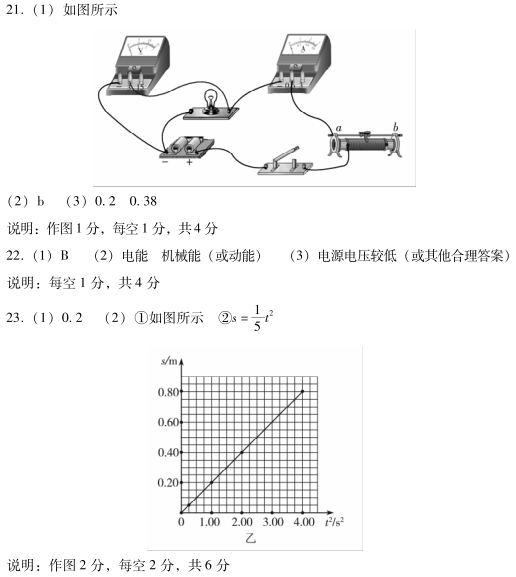 21. (1) 如图所示
V
A
a
b
− +
(2) b (3) 0. 2 0. 38
说明：作图 1 分，每空 1 分，共 4 分
22. (1) B (2) 电能 机械能（或动能） (3) 电源电压较低（或其他合理答案）
说明：每空 1 分，共 4 分
23. (1) 0. 2 (2) ①如图所示 ②s = 1/5 t²
s/m
0.80
0.60
0.40
0.20
0 1.00 2.00 3.00 4.00 t²/s²
乙
说明：作图 2 分，每空 2 分，共 6 分